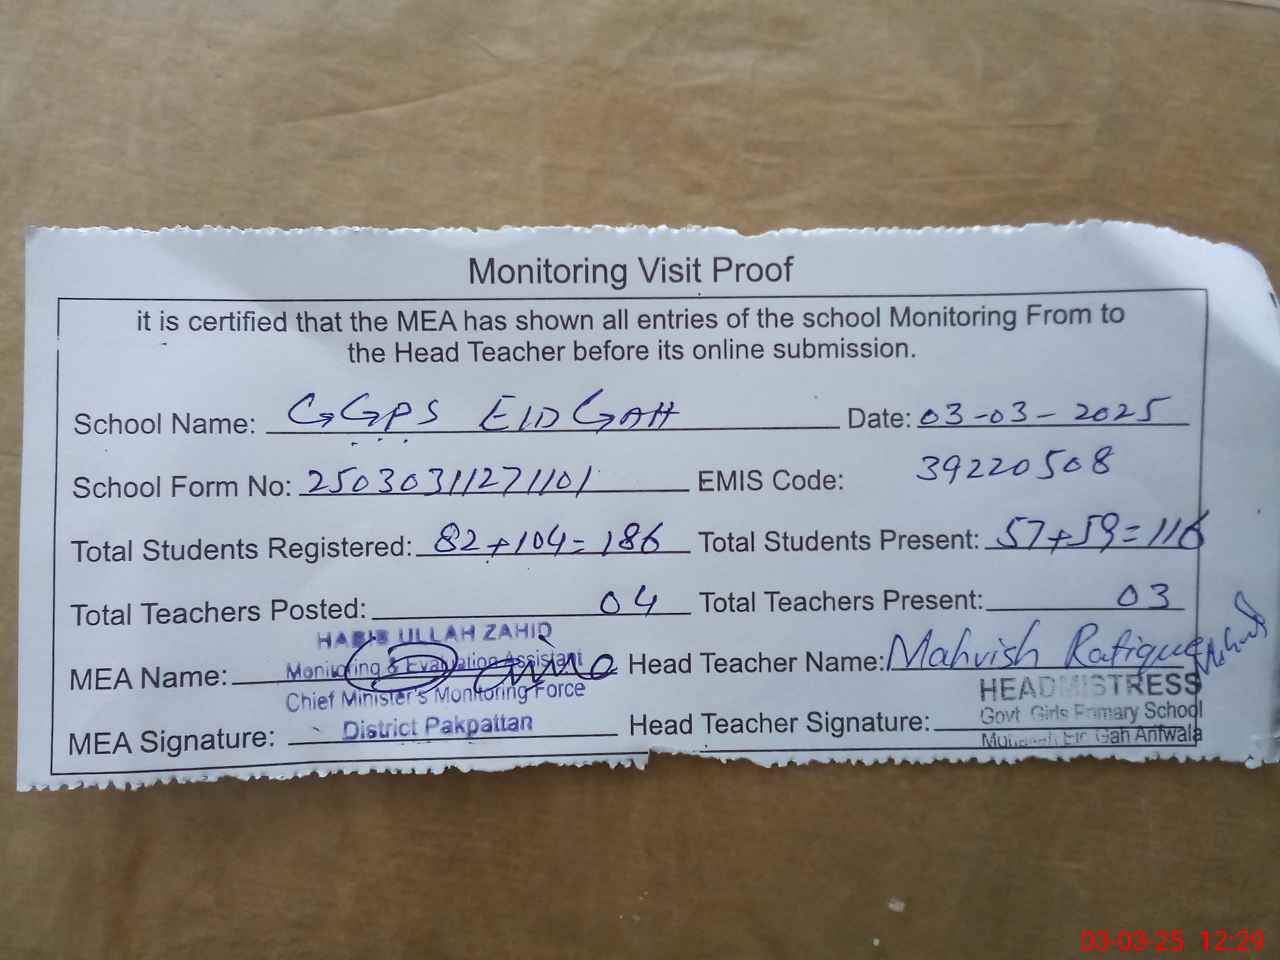 Monitoring Visit Proof
it is certified that the MEA has shown all entries of the school Monitoring From to
the Head Teacher before its online submission.
School Name: GGPS EID GAH Date: 03-03-2025
School Form No: 25030311271101 EMIS Code: 39220508
Total Students Registered: 82+104=186 Total Students Present: 57+59=116
Total Teachers Posted: 04 Total Teachers Present: 03
HABIB ULLAH ZAHID
MEA Name: Monitoring & Evaluation Assistant Head Teacher Name: Mahvish Rafique
Chief Minister's Monitoring Force HEADMISTRESS
Govt Girls Primary School
MEA Signature: District Pakpattan Head Teacher Signature:
Eid Gah Arifwala
03-03-25 12:29